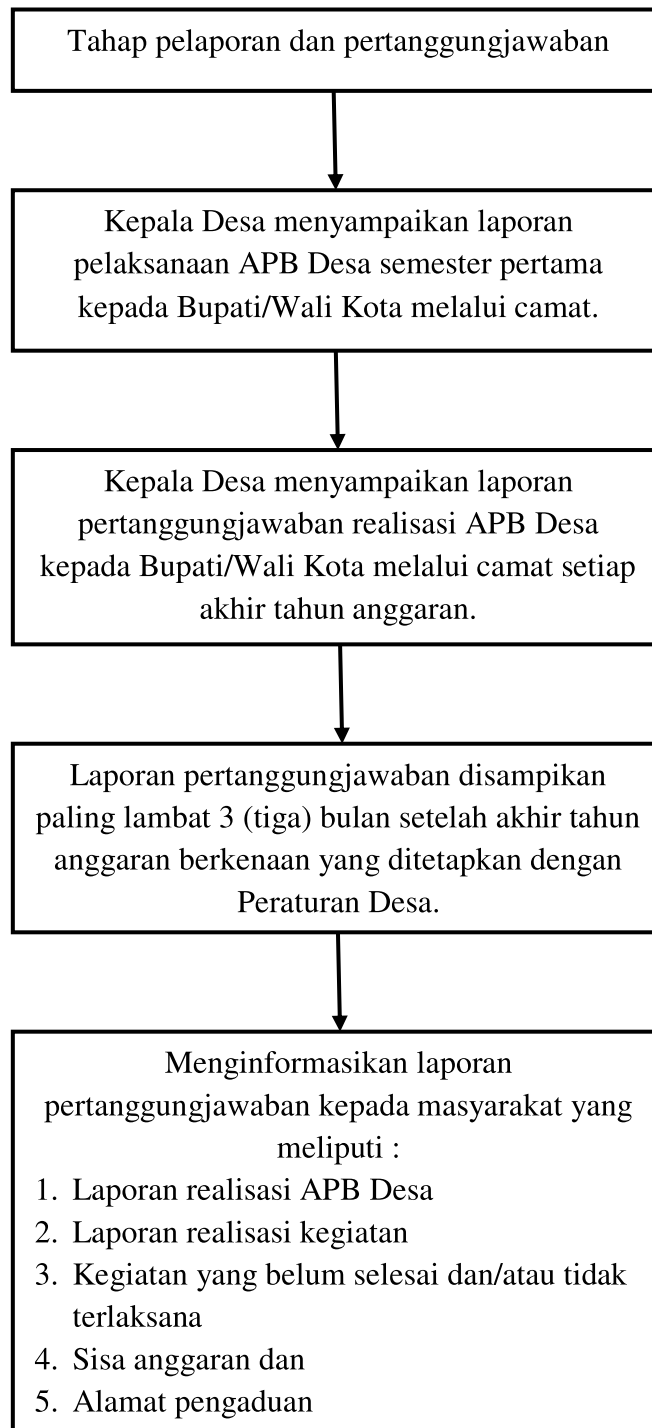 Tahap pelaporan dan pertanggungjawaban
Kepala Desa menyampaikan laporan
pelaksanaan APB Desa semester pertama
kepada Bupati/Wali Kota melalui camat.
Kepala Desa menyampaikan laporan
pertanggungjawaban realisasi APB Desa
kepada Bupati/Wali Kota melalui camat setiap
akhir tahun anggaran.
Laporan pertanggungjawaban disampikan
paling lambat 3 (tiga) bulan setelah akhir tahun
anggaran berkenaan yang ditetapkan dengan
Peraturan Desa.
Menginformasikan laporan
pertanggungjawaban kepada masyarakat yang
meliputi :
1. Laporan realisasi APB Desa
2. Laporan realisasi kegiatan
3. Kegiatan yang belum selesai dan/atau tidak
terlaksana
4. Sisa anggaran dan
5. Alamat pengaduan